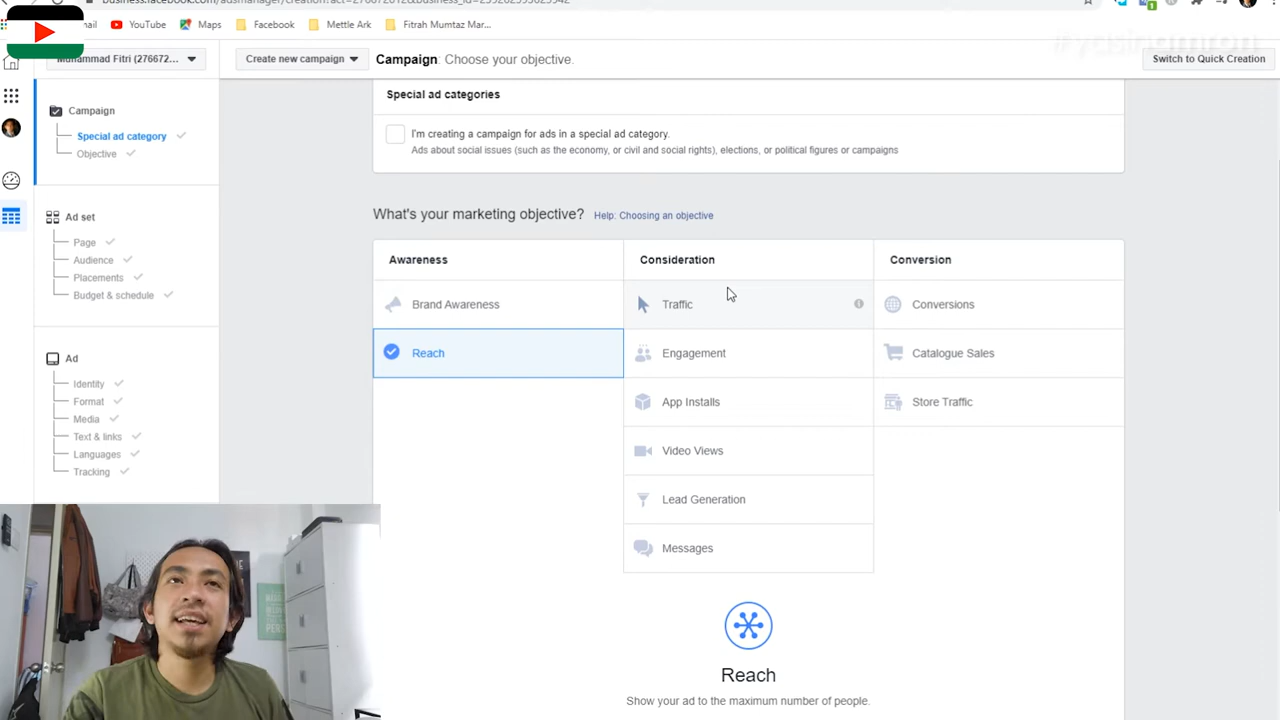 YouTube
Maps
Facebook
Mettle Ark
Fitrah Mumtaz Mar...
#yasinamron
Muhammad Fitri (276672...
Create new campaign
Campaign: Choose your objective.
Switch to Quick Creation
Campaign
Special ad category
Objective
Ad set
Page
Audience
Placements
Budget & schedule
Ad
Identity
Format
Media
Text & links
Languages
Tracking
Special ad categories
I'm creating a campaign for ads in a special ad category.
Ads about social issues (such as the economy, or civil and social rights), elections, or political figures or campaigns
What's your marketing objective? Help: Choosing an objective
Awareness
Consideration
Conversion
Brand Awareness
Traffic
Conversions
Reach
Engagement
Catalogue Sales
App Installs
Store Traffic
Video Views
Lead Generation
Messages
Reach
Show your ad to the maximum number of people.